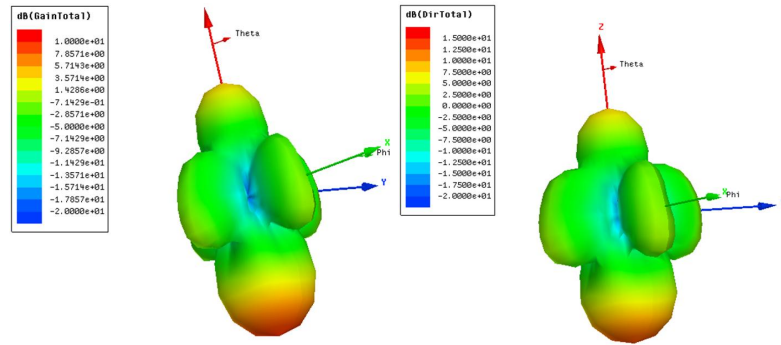 dB(GainTotal)
1.0000e+01
7.8571e+00
5.7143e+00
3.5714e+00
1.4286e+00
-7.1429e-01
-2.8571e+00
-5.0000e+00
-7.1429e+00
-9.2857e+00
-1.1429e+01
-1.3571e+01
-1.5714e+01
-1.7857e+01
-2.0000e+01
Theta
X
Phi
Y
dB(DirTotal)
1.5000e+01
1.2500e+01
1.0000e+01
7.5000e+00
5.0000e+00
2.5000e+00
0.0000e+00
-2.5000e+00
-5.0000e+00
-7.5000e+00
-1.0000e+01
-1.2500e+01
-1.5000e+01
-1.7500e+01
-2.0000e+01
Z
Theta
X
Phi